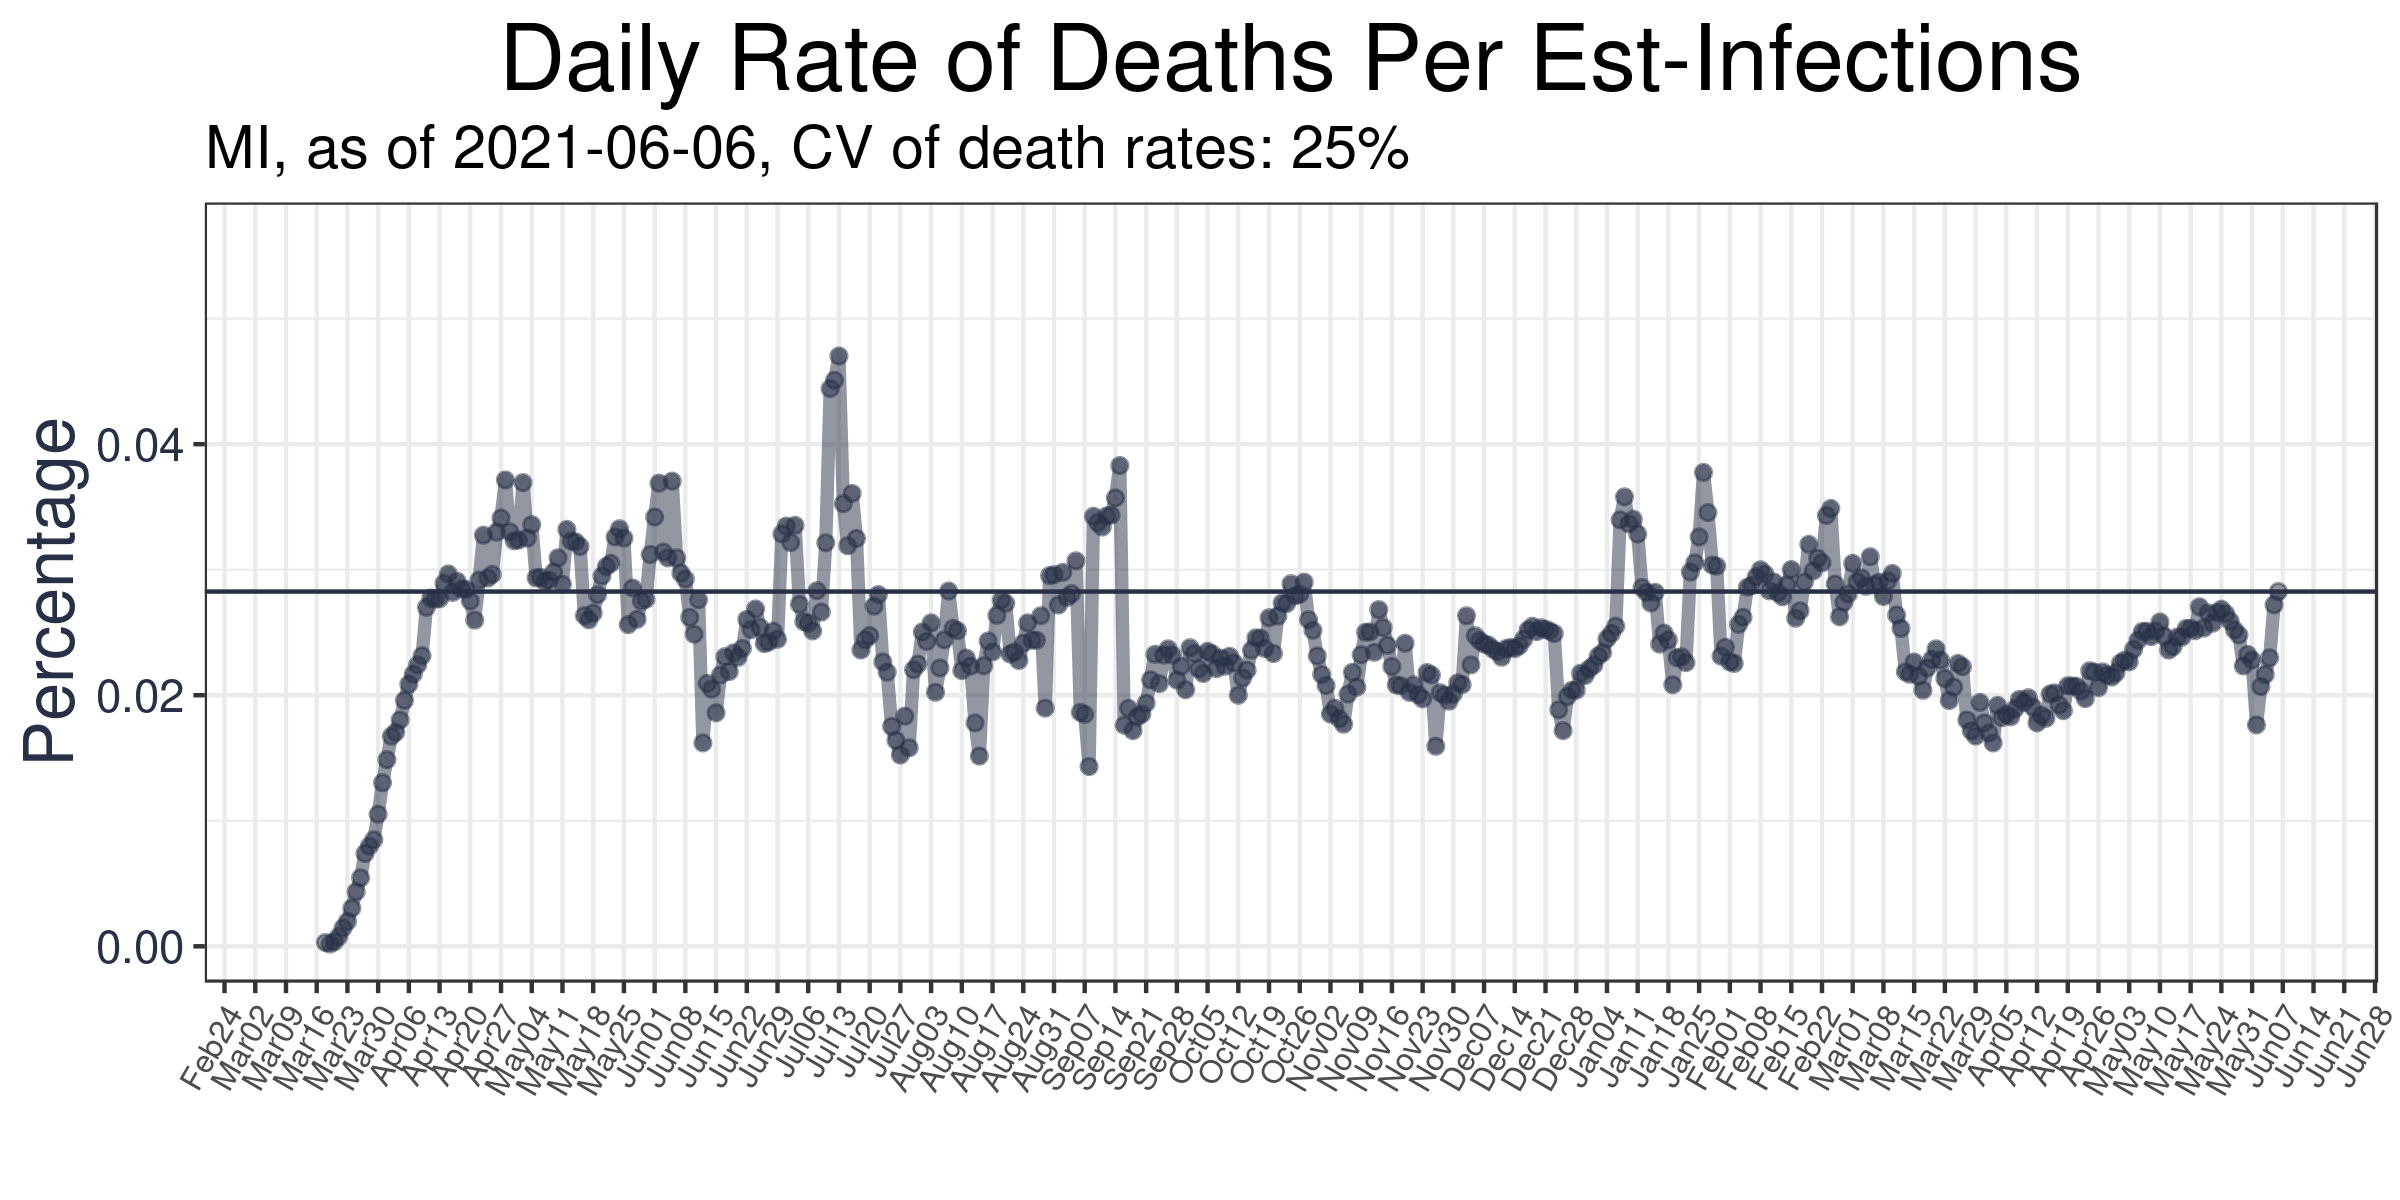 Daily Rate of Deaths Per Est-Infections
MI, as of 2021-06-06, CV of death rates: 25%
Percentage
0.04
0.02
0.00
Feb24
Mar02
Mar09
Mar16
Mar23
Mar30
Apr06
Apr13
Apr20
Apr27
May04
May11
May18
May25
Jun01
Jun08
Jun15
Jun22
Jun29
Jul06
Jul13
Jul20
Jul27
Aug03
Aug10
Aug17
Aug24
Aug31
Sep07
Sep14
Sep21
Sep28
Oct05
Oct12
Oct19
Oct26
Nov02
Nov09
Nov16
Nov23
Nov30
Dec07
Dec14
Dec21
Dec28
Jan04
Jan11
Jan18
Jan25
Feb01
Feb08
Feb15
Feb22
Mar01
Mar08
Mar15
Mar22
Mar29
Apr05
Apr12
Apr19
Apr26
May03
May10
May17
May24
May31
Jun07
Jun14
Jun21
Jun28